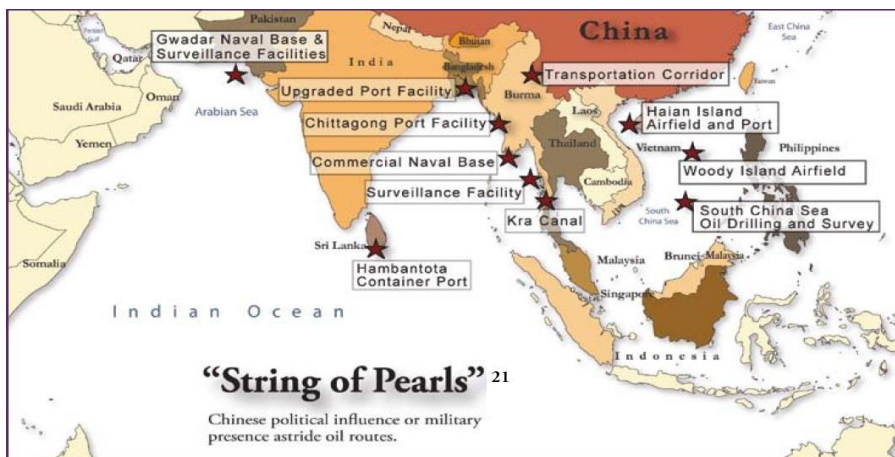 Pakistan
Nepal
Bhutan
China
East China
Sea
Persian
Gulf
Gwadar Naval Base &
Surveillance Facilities
Qatar
India
Bangladesh
Transportation Corridor
Taiwan
Saudi Arabia
Oman
Arabian Sea
Upgraded Port Facility
Burma
Laos
Haian Island
Airfield and Port
Yemen
Chittagong Port Facility
Thailand
Vietnam
Philippines
Commercial Naval Base
Woody Island Airfield
Surveillance Facility
Cambodia
Kra Canal
South
China Sea
South China Sea
Oil Drilling and Survey
Somalia
Sri Lanka
Hambantota
Container Port
Malaysia
Brunei
Malaysia
Singapore
Indian Ocean
Indonesia
“String of Pearls” 21
Chinese political influence or military
presence astride oil routes.